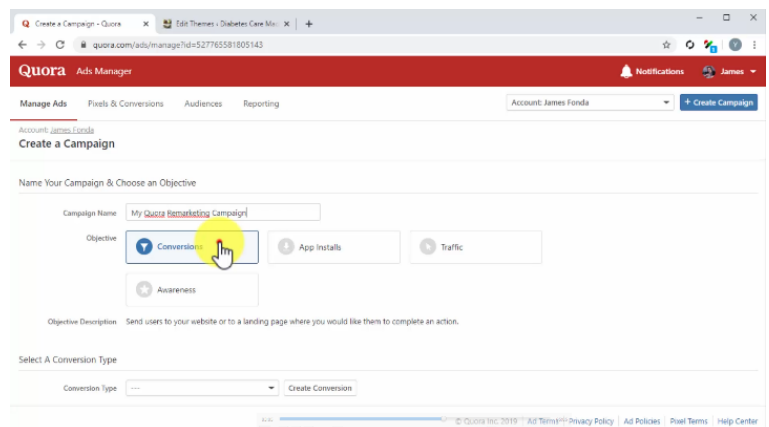 Create a Campaign - Quora
Edit Themes ‹ Diabetes Care Mo
quora.com/ads/manage?id=527765581805143
Quora Ads Manager
Notifications
James
Manage Ads
Pixels & Conversions
Audiences
Reporting
Account: James Fonda
+ Create Campaign
Account: James Fonda
Create a Campaign
Name Your Campaign & Choose an Objective
Campaign Name
My Quora Remarketing Campaign
Objective
Conversions
App Installs
Traffic
Awareness
Objective Description
Send users to your website or to a landing page where you would like them to complete an action.
Select A Conversion Type
Conversion Type
---
Create Conversion
© Quora Inc. 2019
Ad Terms
Privacy Policy
Ad Policies
Pixel Terms
Help Center